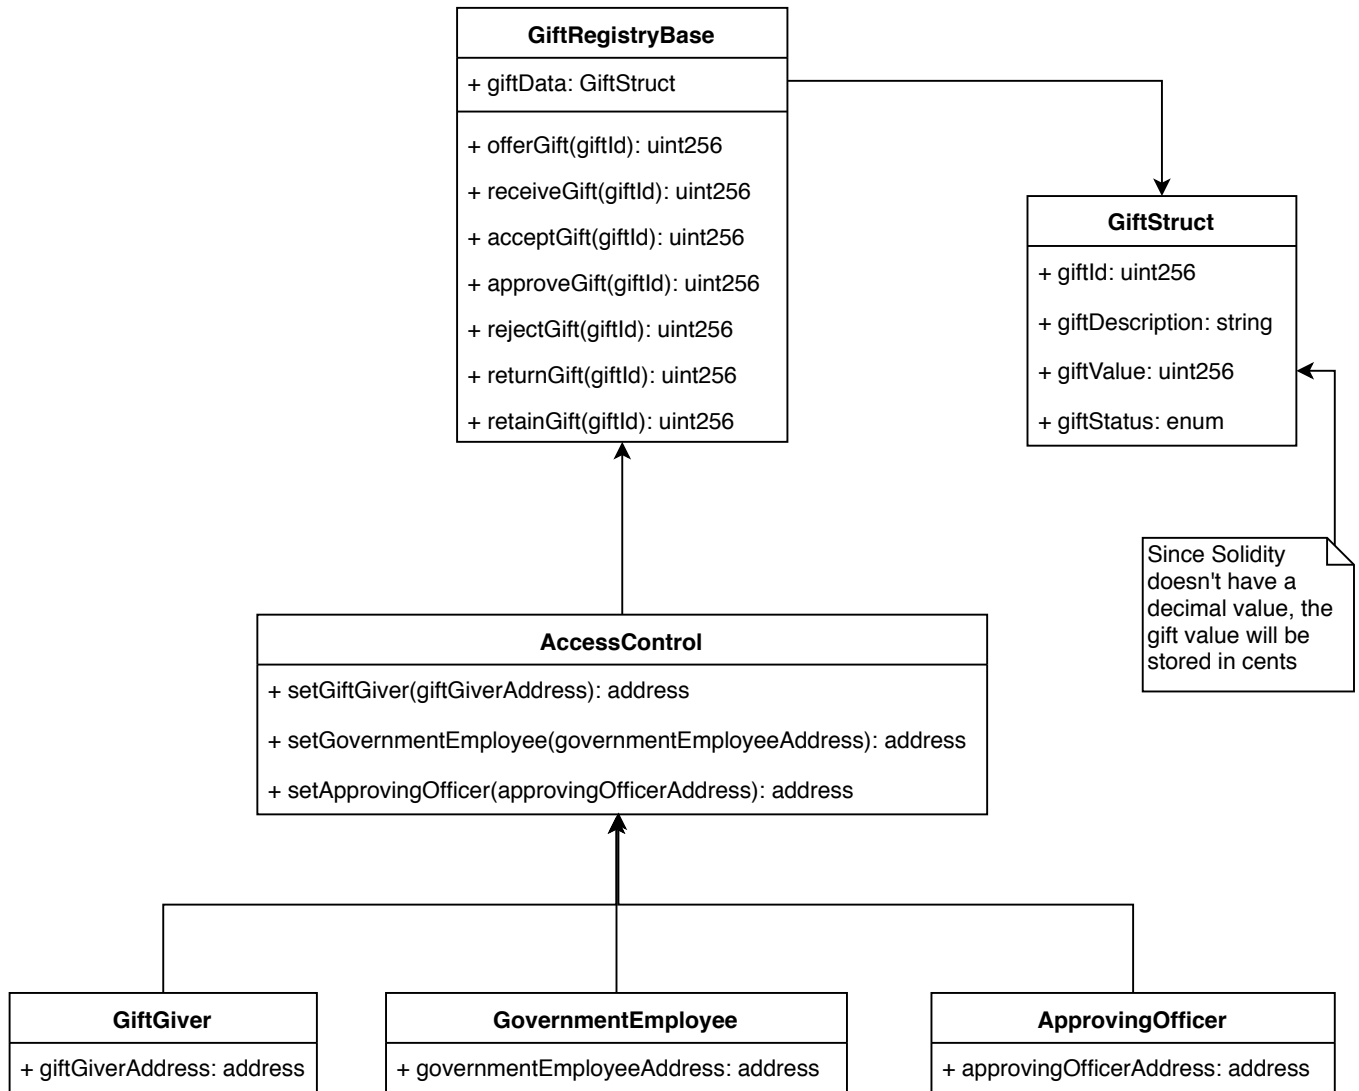 GiftRegistryBase
+ giftData: GiftStruct
+ offerGift(giftId): uint256
+ receiveGift(giftId): uint256
+ acceptGift(giftId): uint256
+ approveGift(giftId): uint256
+ rejectGift(giftId): uint256
+ returnGift(giftId): uint256
+ retainGift(giftId): uint256
GiftStruct
+ giftId: uint256
+ giftDescription: string
+ giftValue: uint256
+ giftStatus: enum
Since Solidity
doesn't have a
decimal value, the
gift value will be
stored in cents
AccessControl
+ setGiftGiver(giftGiverAddress): address
+ setGovernmentEmployee(governmentEmployeeAddress): address
+ setApprovingOfficer(approvingOfficerAddress): address
GiftGiver
+ giftGiverAddress: address
GovernmentEmployee
+ governmentEmployeeAddress: address
ApprovingOfficer
+ approvingOfficerAddress: address